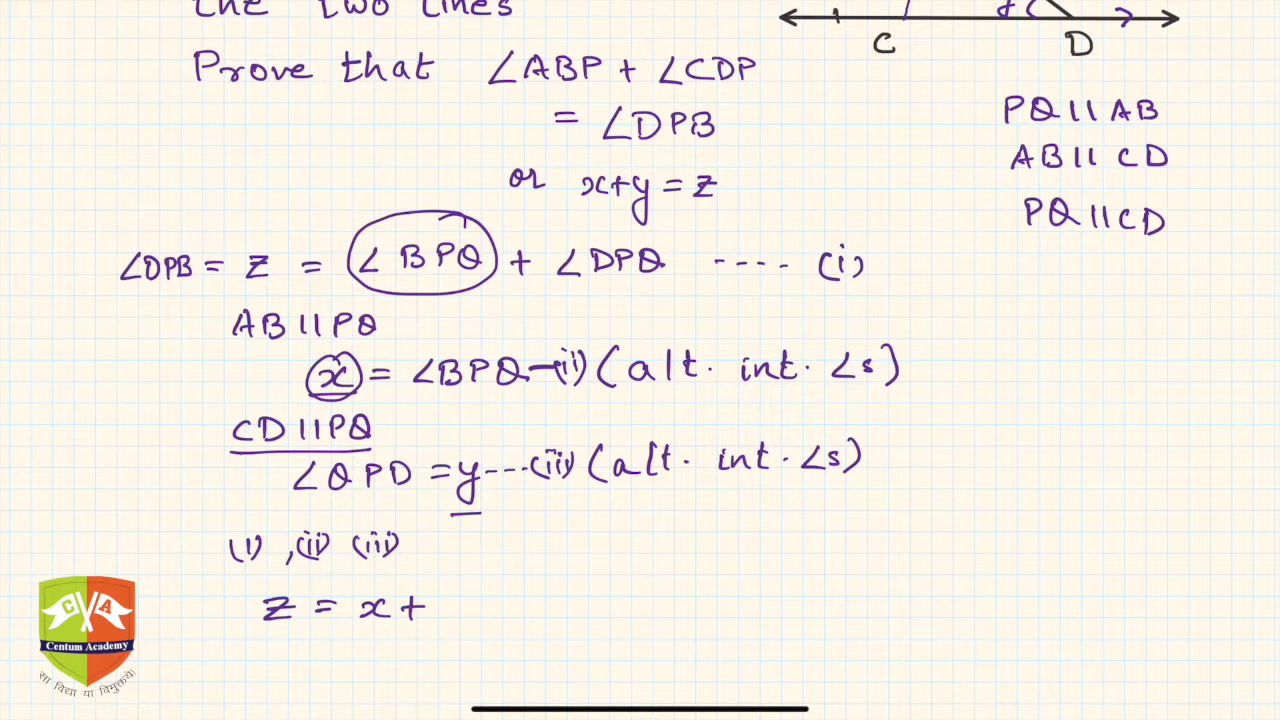 the two lines
C
D
Prove that ∠ABP + ∠CDP
= ∠DPB
or x+y = z
PQ || AB
AB || CD
PQ || CD
∠DPB = z = ∠BPQ + ∠DPQ ---- (i)
AB || PQ
x = ∠BPQ —(ii) (alt. int. ∠s)
CD || PQ
∠QPD = y --- (iii) (alt. int. ∠s)
(i) , (ii) (iii)
z = x +
C A
Centum Academy
सा विद्या या विमुक्तये।